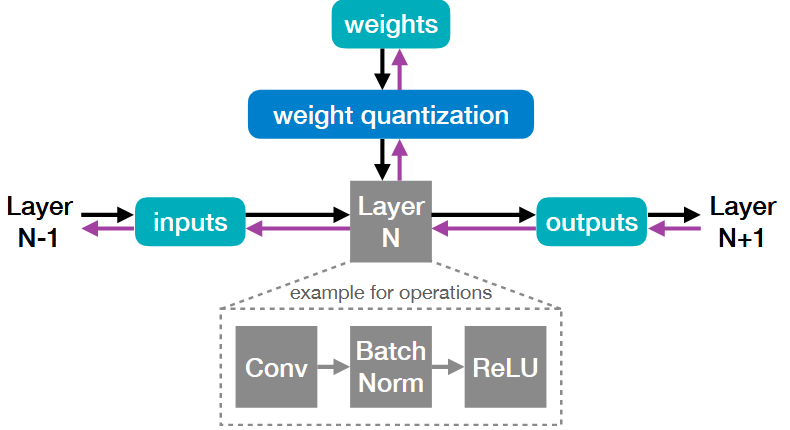 weights
weight quantization
Layer
N-1
inputs
Layer
N
outputs
Layer
N+1
example for operations
Conv
Batch
Norm
ReLU